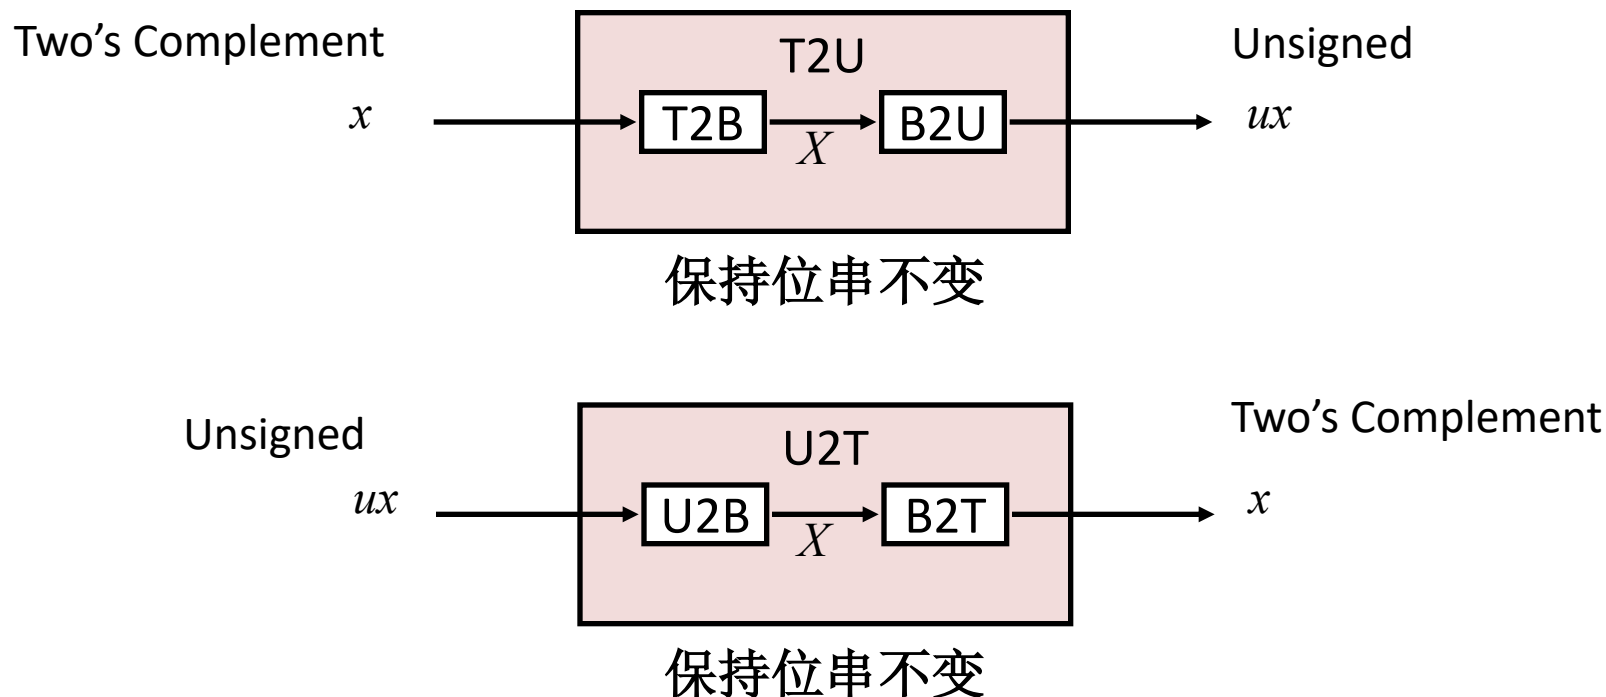 Two’s Complement
T2U
Unsigned
x
T2B
X
B2U
ux
保持位串不变
Unsigned
U2T
Two’s Complement
ux
U2B
X
B2T
x
保持位串不变